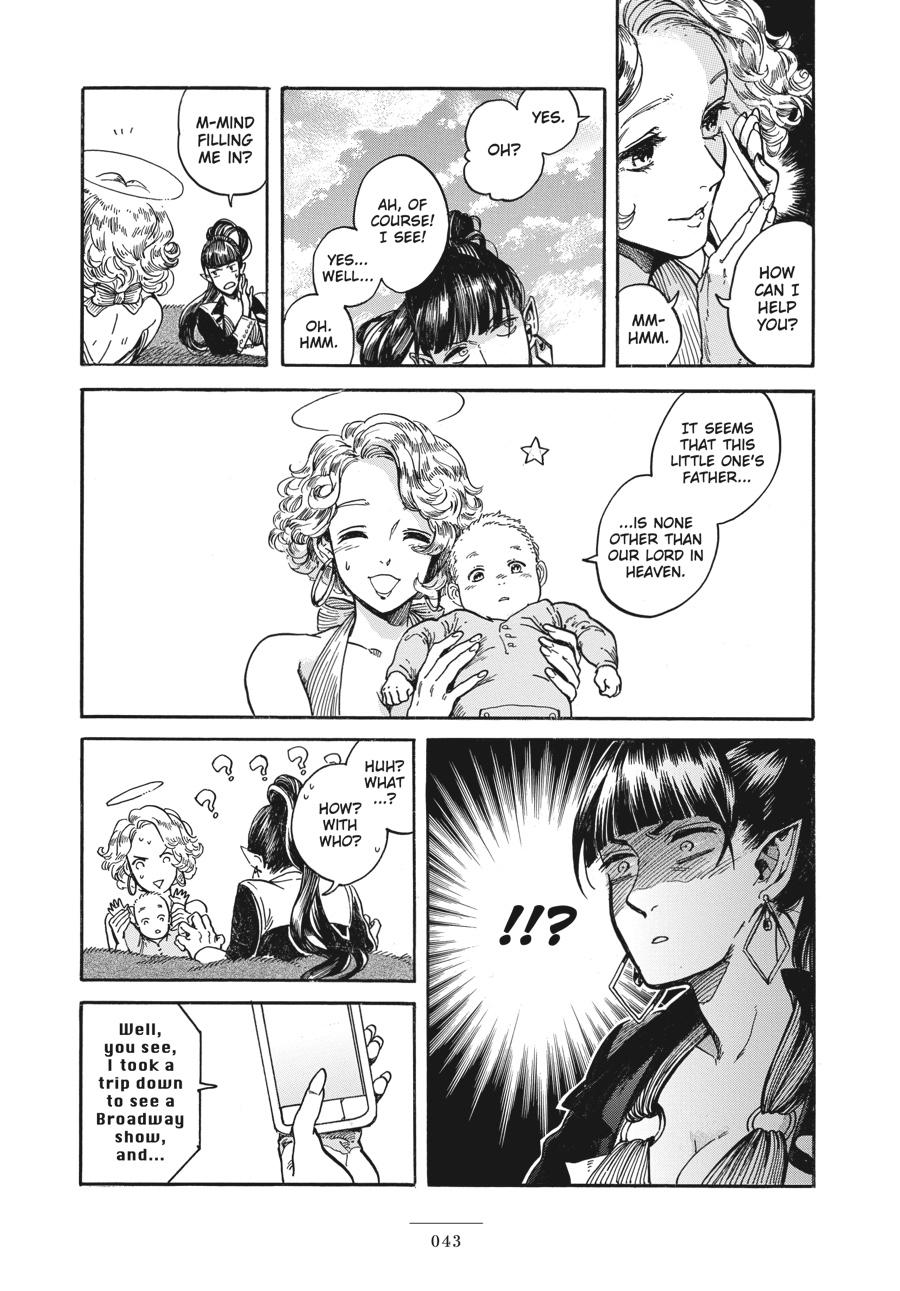 HOW
CAN I
HELP
YOU?
MM-
HMM.
YES.
OH?
AH, OF
COURSE!
I SEE!
YES...
WELL...
OH.
HMM.
M-MIND
FILLING
ME IN?
IT SEEMS
THAT THIS
LITTLE ONE'S
FATHER...
...IS NONE
OTHER THAN
OUR LORD IN
HEAVEN.
!!?
HUH?
WHAT
...?
HOW?
WITH
WHO?
? ? ? ? ?
Well,
you see,
I took a
trip down
to see a
Broadway
show,
and...
043